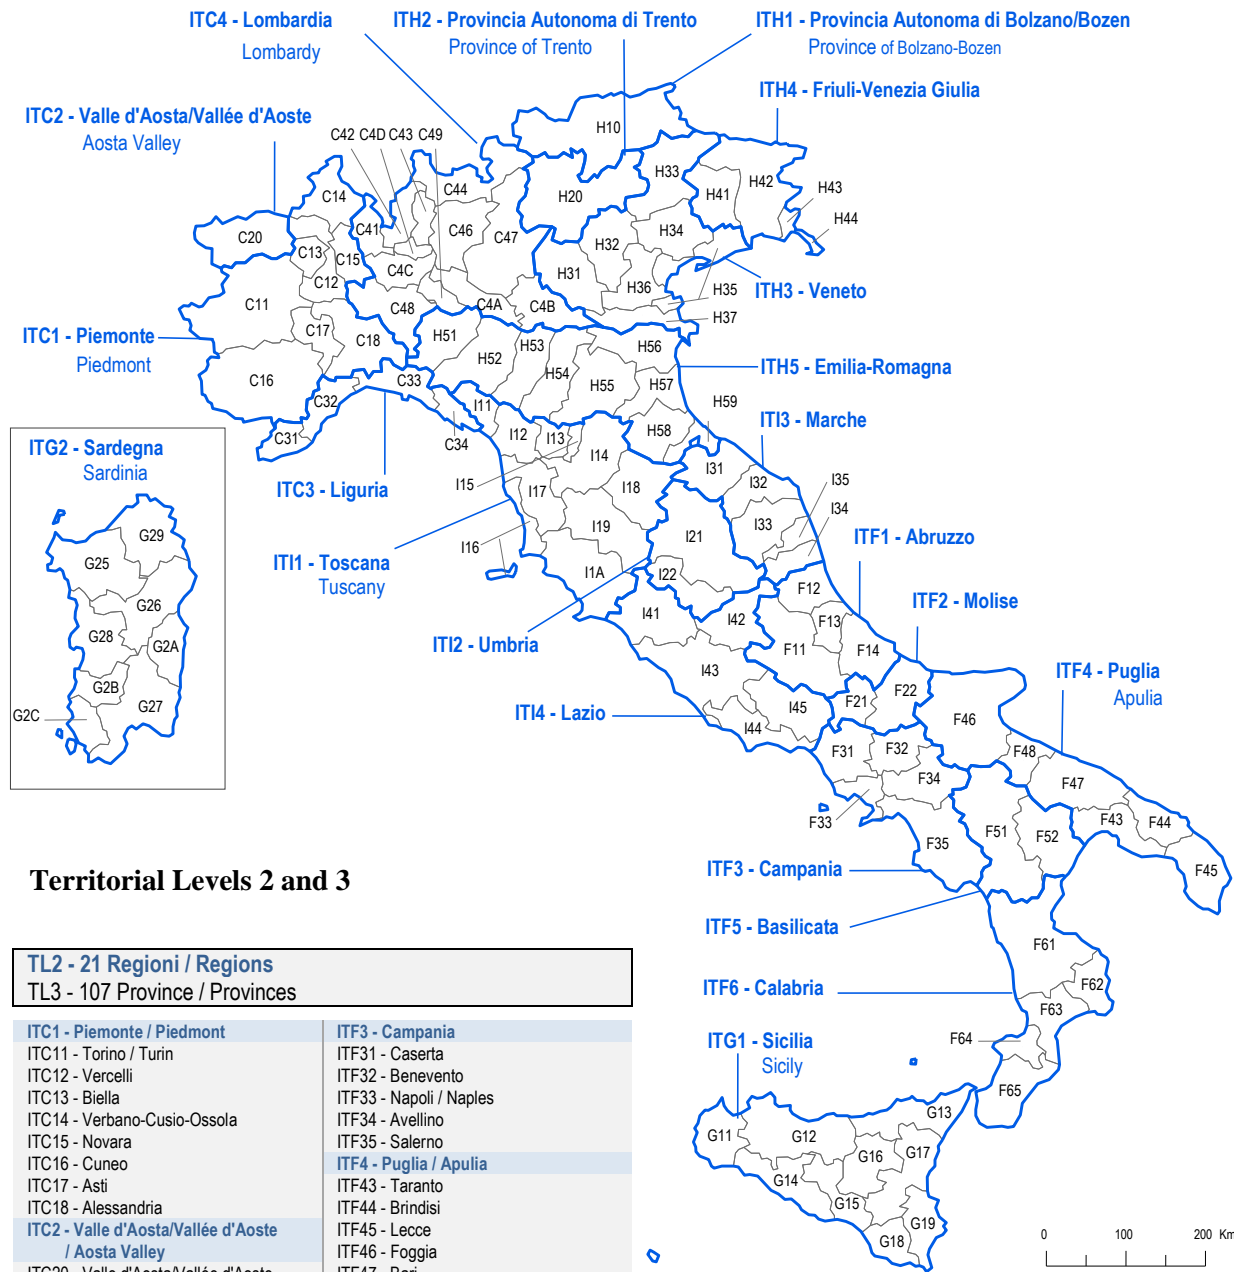 ITC4 - Lombardia
Lombardy
ITH2 - Provincia Autonoma di Trento
Province of Trento
ITH1 - Provincia Autonoma di Bolzano/Bozen
Province of Bolzano-Bozen
ITH4 - Friuli-Venezia Giulia
ITC2 - Valle d'Aosta/Vallée d'Aoste
Aosta Valley
C42 C4D C43 C49
H10
H33
H42
H41
H43
H44
C44
C14
H20
C41
C46
C47
C20
C13
C15
C4C
C12
H32
H34
H31
H36
H35
H37
ITH3 - Veneto
C11
C48
C4A
C4B
C17
C18
H51
H52
H53
H54
H56
H55
H57
H59
H58
ITC1 - Piemonte
Piedmont
C16
C33
C32
C31
C34
ITH5 - Emilia-Romagna
ITI3 - Marche
I11
I12
I13
I14
I15
I31
I32
I35
I34
I33
ITG2 - Sardegna
Sardinia
ITC3 - Liguria
I17
I18
I19
I16
I21
I1A
I22
ITI1 - Toscana
Tuscany
ITF1 - Abruzzo
ITF2 - Molise
ITI2 - Umbria
I41
I42
F12
F13
F11
F14
G29
G25
G26
G28
G2A
G2B
G27
G2C
I43
I45
I44
ITI4 - Lazio
F21
F22
ITF4 - Puglia
Apulia
F46
F48
F47
F31
F32
F34
F33
F43
F44
F45
F35
F51
F52
ITF3 - Campania
ITF5 - Basilicata
F61
F62
F63
F64
F65
ITF6 - Calabria
ITG1 - Sicilia
Sicily
G13
G11
G12
G16
G17
G14
G15
G19
G18
0 100 200 Km
Territorial Levels 2 and 3
TL2 - 21 Regioni / Regions
TL3 - 107 Province / Provinces
ITC1 - Piemonte / Piedmont
ITC11 - Torino / Turin
ITC12 - Vercelli
ITC13 - Biella
ITC14 - Verbano-Cusio-Ossola
ITC15 - Novara
ITC16 - Cuneo
ITC17 - Asti
ITC18 - Alessandria
ITC2 - Valle d'Aosta/Vallée d'Aoste
/ Aosta Valley
ITC20 - Valle d'Aosta/Vallée d'Aoste
ITF3 - Campania
ITF31 - Caserta
ITF32 - Benevento
ITF33 - Napoli / Naples
ITF34 - Avellino
ITF35 - Salerno
ITF4 - Puglia / Apulia
ITF43 - Taranto
ITF44 - Brindisi
ITF45 - Lecce
ITF46 - Foggia
ITF47 - Bari